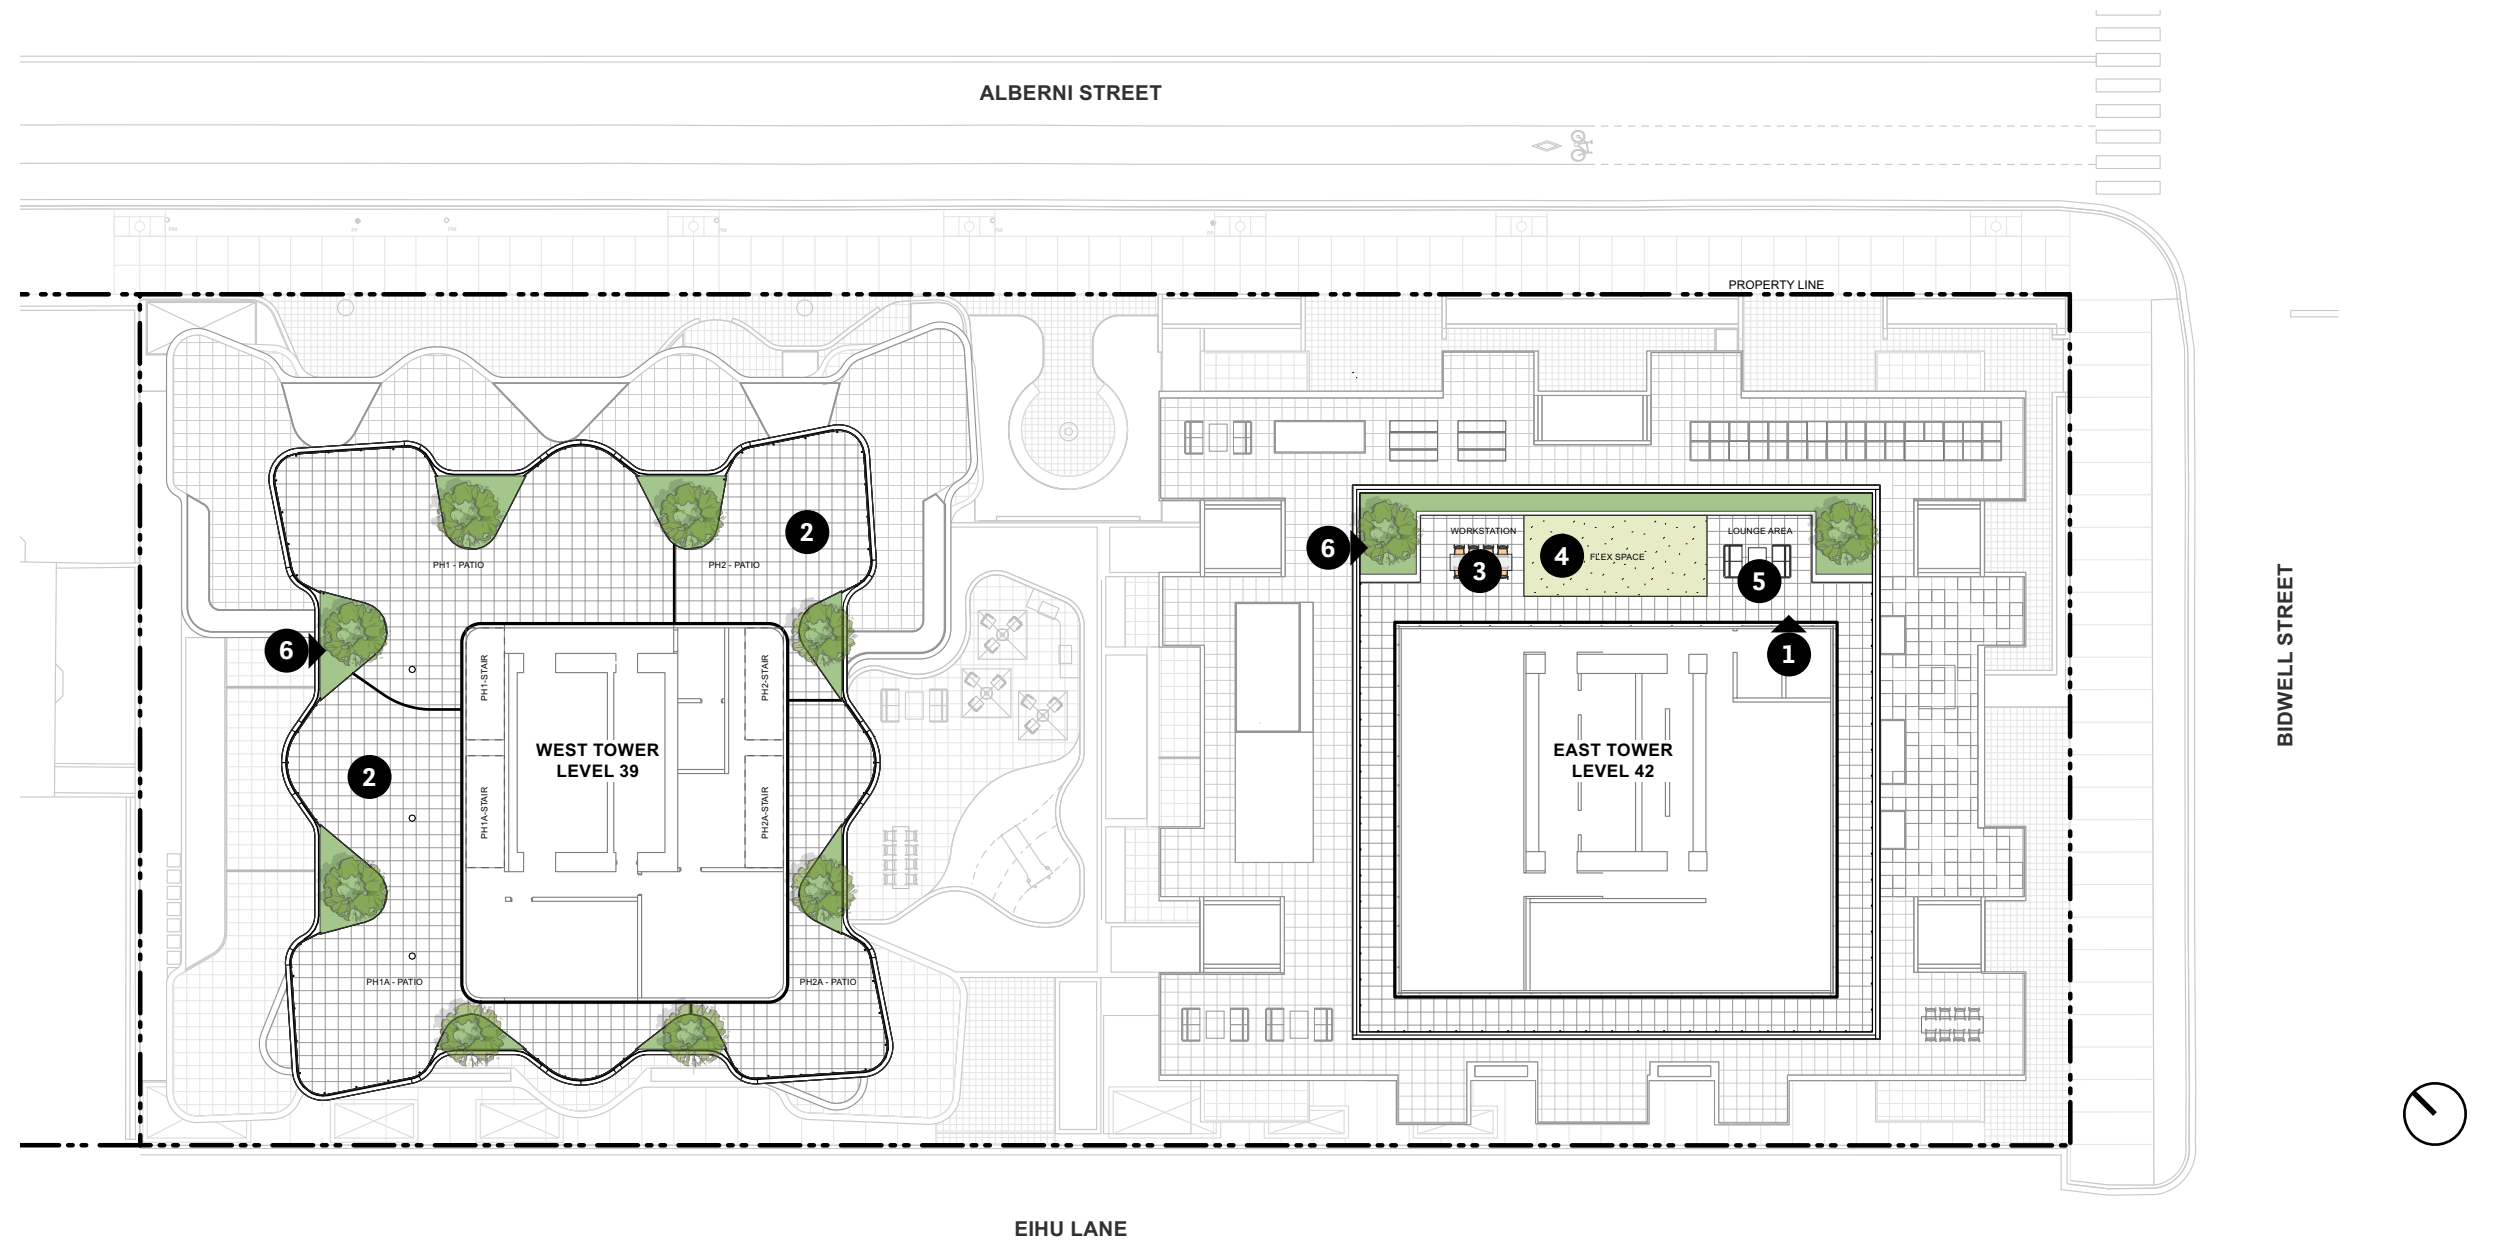 ALBERNI STREET
PROPERTY LINE
WORKSTATION
LOUNGE AREA
2
6
4
FLEX SPACE
3
5
PH1 - PATIO
PH2 - PATIO
6
1
PH1-STAIR
PH2-STAIR
BIDWELL STREET
WEST TOWER
LEVEL 39
EAST TOWER
LEVEL 42
2
PH1A-STAIR
PH2A-STAIR
PH1A - PATIO
PH2A - PATIO
EIHU LANE